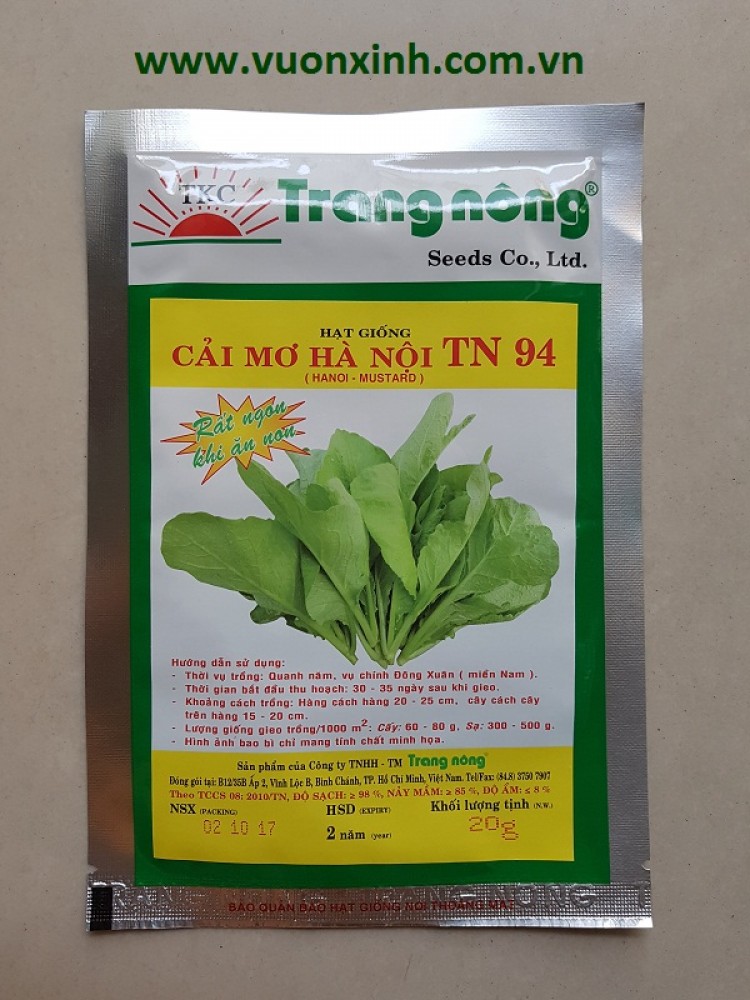 www.vuonxinh.com.vn
TKC
Trang nông®
Seeds Co., Ltd.
HẠT GIỐNG
CẢI MƠ HÀ NỘI TN 94
( HANOI - MUSTARD )
Rất ngon
khi ăn non
Hướng dẫn sử dụng:
- Thời vụ trồng: Quanh năm, vụ chính Đông Xuân ( miền Nam ).
- Thời gian bắt đầu thu hoạch: 30 - 35 ngày sau khi gieo.
- Khoảng cách trồng: Hàng cách hàng 20 - 25 cm, cây cách cây
trên hàng 15 - 20 cm.
- Lượng giống gieo trồng/1000 m²: Cấy: 60 - 80 g, Sạ: 300 - 500 g.
- Hình ảnh bao bì chỉ mang tính chất minh họa.
Sản phẩm của Công ty TNHH - TM Trang nông®
Đóng gói tại: B12/35B Ấp 2, Vĩnh Lộc B, Bình Chánh, TP. Hồ Chí Minh, Việt Nam. Tel/Fax: (84.8) 3750 7907
Theo TCCS 08: 2010/TN, ĐỘ SẠCH: ≥ 98 %, NẢY MẦM: ≥ 85 %, ĐỘ ẨM: ≤ 8 %
NSX (PACKING) HSD (EXPIRY) Khối lượng tịnh (N.W.)
02 10 17 2 năm (year) 20g
BẢO QUẢN BAO HẠT GIỐNG NƠI THOÁNG MÁT